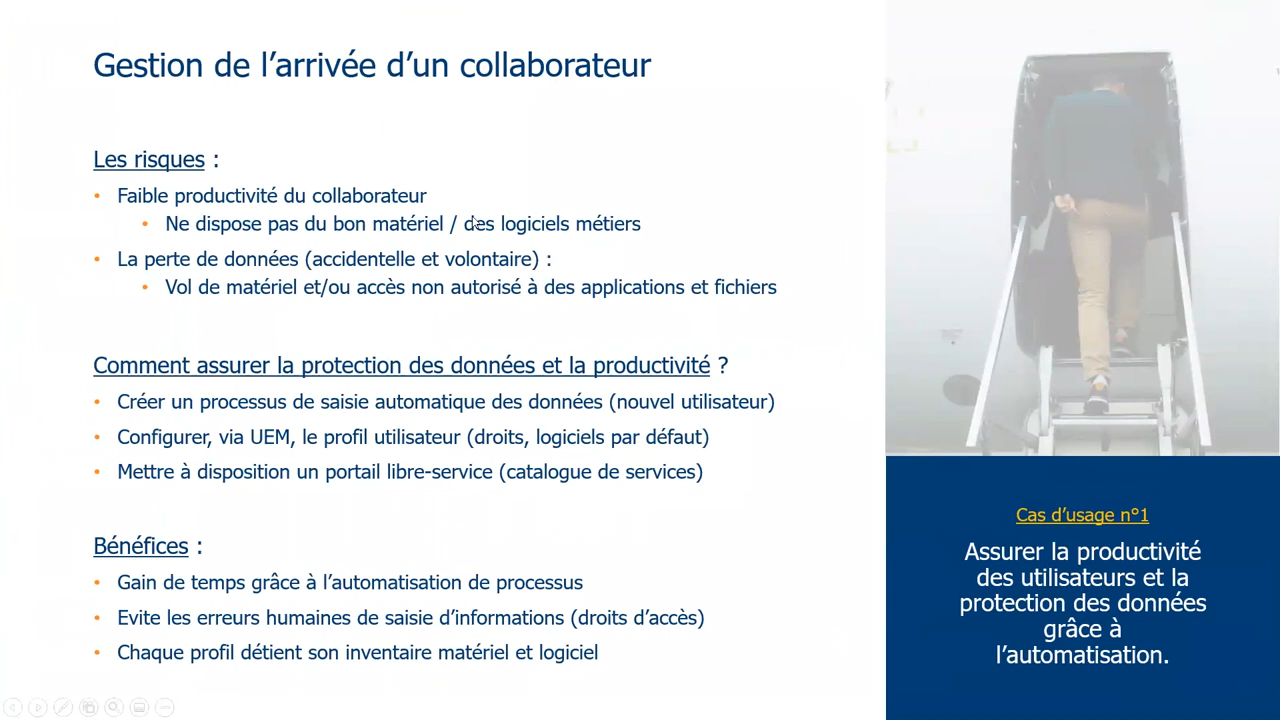 Gestion de l’arrivée d’un collaborateur
Les risques :
• Faible productivité du collaborateur
• Ne dispose pas du bon matériel / des logiciels métiers
• La perte de données (accidentelle et volontaire) :
• Vol de matériel et/ou accès non autorisé à des applications et fichiers
Comment assurer la protection des données et la productivité ?
• Créer un processus de saisie automatique des données (nouvel utilisateur)
• Configurer, via UEM, le profil utilisateur (droits, logiciels par défaut)
• Mettre à disposition un portail libre-service (catalogue de services)
Bénéfices :
• Gain de temps grâce à l’automatisation de processus
• Evite les erreurs humaines de saisie d’informations (droits d’accès)
• Chaque profil détient son inventaire matériel et logiciel
Cas d’usage n°1
Assurer la productivité
des utilisateurs et la
protection des données
grâce à
l’automatisation.